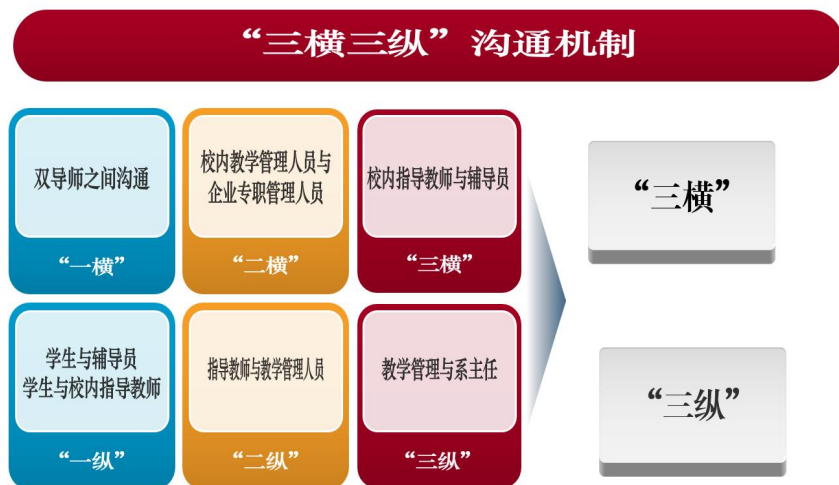 “三横三纵”沟通机制
双导师之间沟通
“一横”
校内教学管理人员与
企业专职管理人员
“二横”
校内指导教师与辅导员
“三横”
“三横”
学生与辅导员
学生与校内指导教师
“一纵”
指导教师与教学管理人员
“二纵”
教学管理与系主任
“三纵”
“三纵”